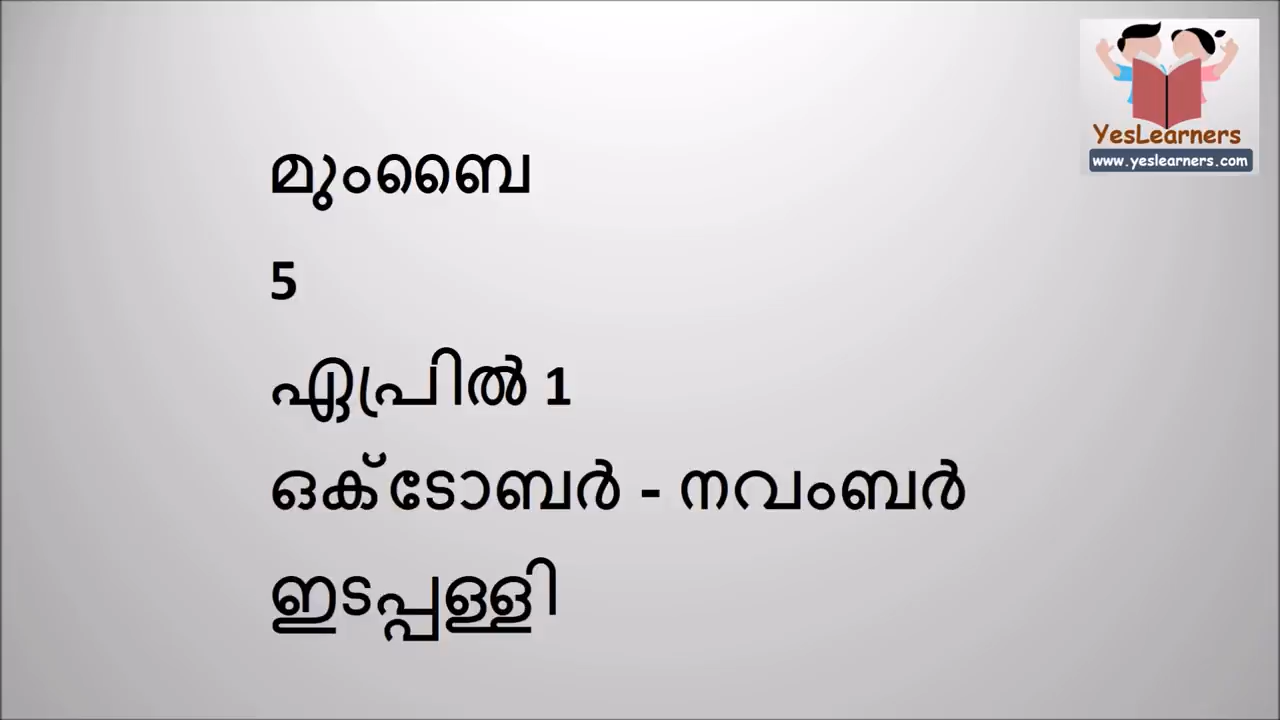 YesLearners
www.yeslearners.com
മുംബൈ
5
ഏപ്രിൽ 1
ഒക്ടോബർ - നവംബർ
ഇടപ്പള്ളി